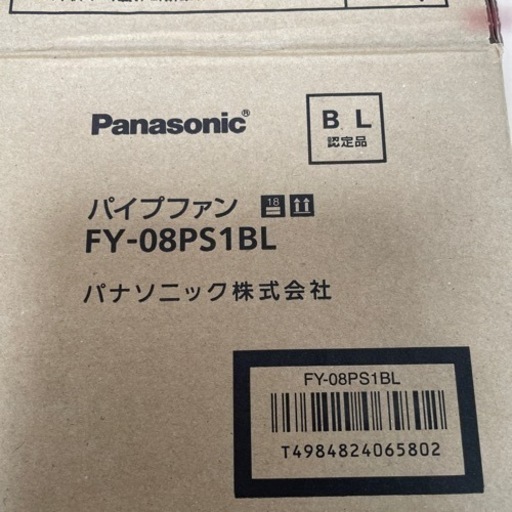 Panasonic®
B L
認定品
パイプファン 18
FY-08PS1BL
パナソニック株式会社
FY-08PS1BL
T4984824065802